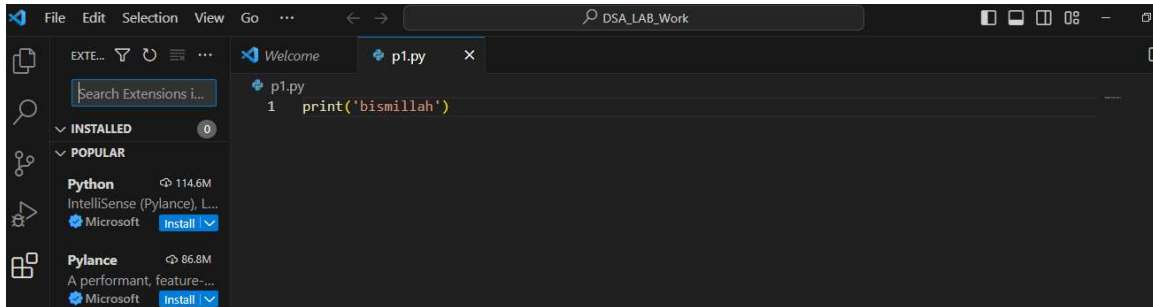 File Edit Selection View Go ... DSA_LAB_Work
EXTE... ...
Search Extensions i...
INSTALLED 0
POPULAR
Python 114.6M
IntelliSense (Pylance), L...
Microsoft Install
Pylance 86.8M
A performant, feature-...
Microsoft Install
Welcome p1.py
p1.py
1 print('bismillah')